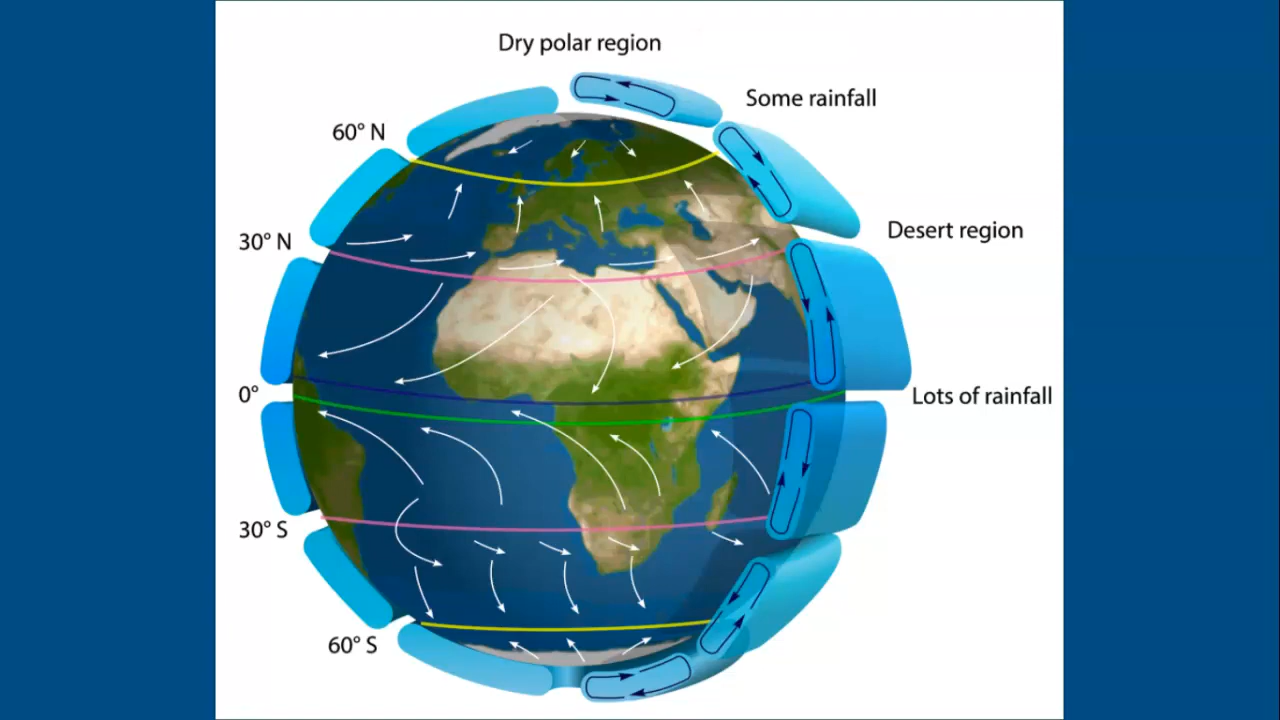 Dry polar region
Some rainfall
60° N
Desert region
30° N
0°
Lots of rainfall
30° S
60° S